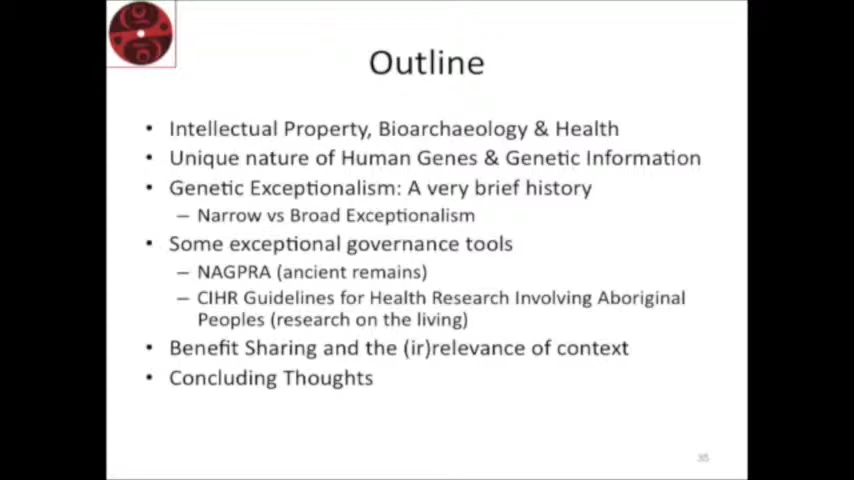 Outline
• Intellectual Property, Bioarchaeology & Health
• Unique nature of Human Genes & Genetic Information
• Genetic Exceptionalism: A very brief history
– Narrow vs Broad Exceptionalism
• Some exceptional governance tools
– NAGPRA (ancient remains)
– CIHR Guidelines for Health Research Involving Aboriginal
Peoples (research on the living)
• Benefit Sharing and the (ir)relevance of context
• Concluding Thoughts